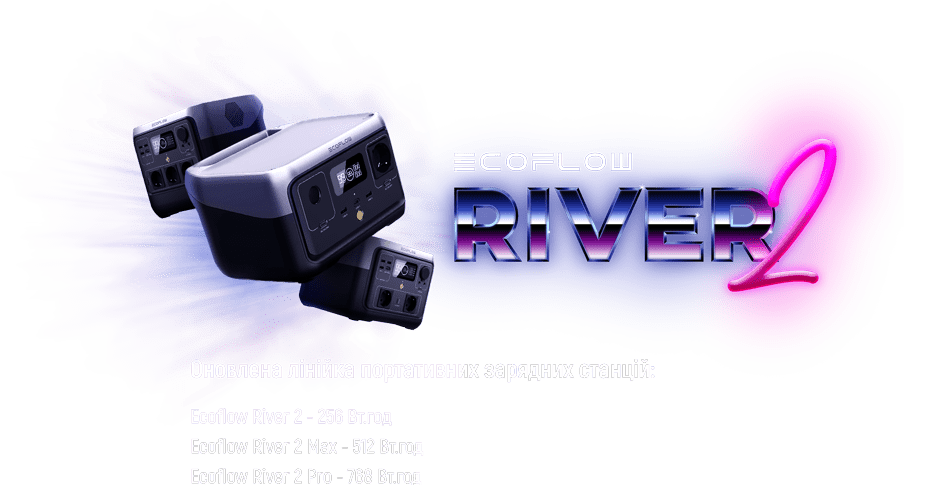 ECOFLOW
RIVER 2
Оновлена лінійка портативних зарядних станцій:
Ecoflow River 2 - 256 Вт.год
Ecoflow River 2 Max - 512 Вт.год
Ecoflow River 2 Pro - 768 Вт.год